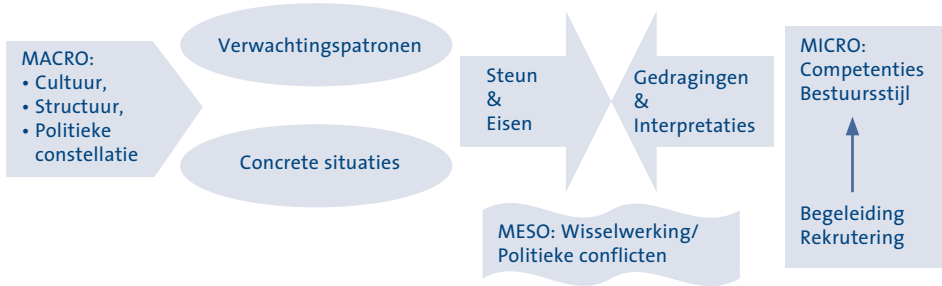 MACRO:
• Cultuur,
• Structuur,
• Politieke
constellatie
Verwachtingspatronen
Concrete situaties
Steun
&
Eisen
Gedragingen
&
Interpretaties
MESO: Wisselwerking/
Politieke conflicten
MICRO:
Competenties
Bestuursstijl
Begeleiding
Rekrutering